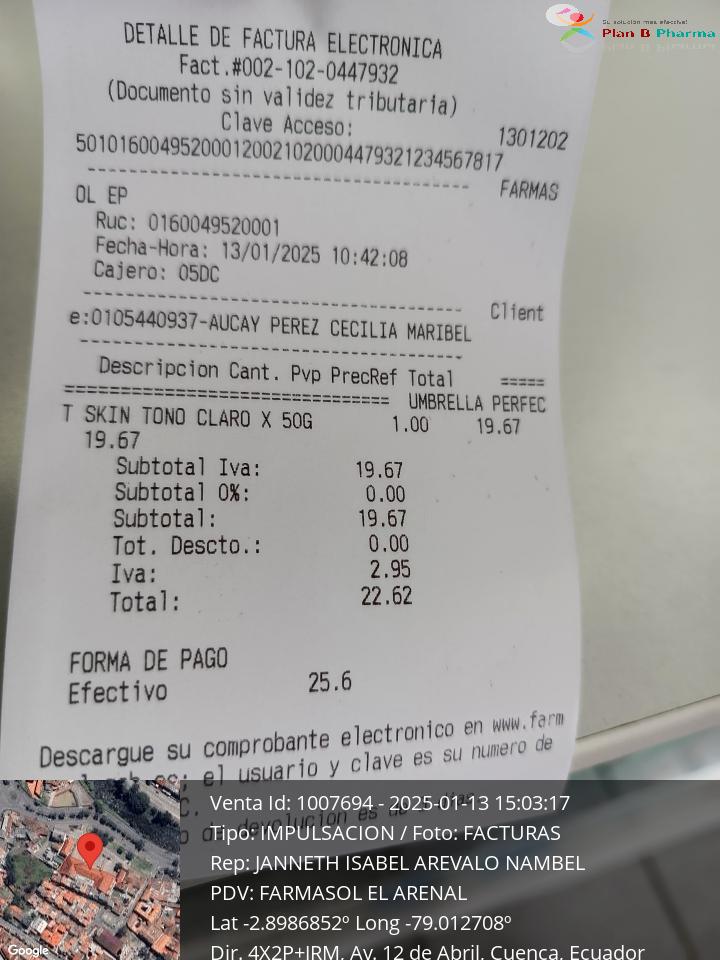 Su solución mas efectiva!
Plan B Pharma
DETALLE DE FACTURA ELECTRONICA
Fact.#002-102-0447932
(Documento sin validez tributaria)
Clave Acceso: 1301202
501016004952000120021020004479321234567817
FARMAS
OL EP
Ruc: 0160049520001
Fecha-Hora: 13/01/2025 10:42:08
Cajero: 05DC
Client
e:0105440937-AUCAY PEREZ CECILIA MARIBEL
Descripcion Cant. Pvp PrecRef Total =====
============================== UMBRELLA PERFEC
T SKIN TONO CLARO X 50G 1.00 19.67
19.67
Subtotal Iva: 19.67
Subtotal 0%: 0.00
Subtotal: 19.67
Tot. Descto.: 0.00
Iva: 2.95
Total: 22.62
FORMA DE PAGO
Efectivo 25.6
Descargue su comprobante electronico en www.farm
el usuario y clave es su numero de
devolucion es de
Venta Id: 1007694 - 2025-01-13 15:03:17
Tipo: IMPULSACION / Foto: FACTURAS
Rep: JANNETH ISABEL AREVALO NAMBEL
PDV: FARMASOL EL ARENAL
Lat -2.8986852º Long -79.012708º
Dir. 4X2P+JRM, Av. 12 de Abril, Cuenca, Ecuador
Google